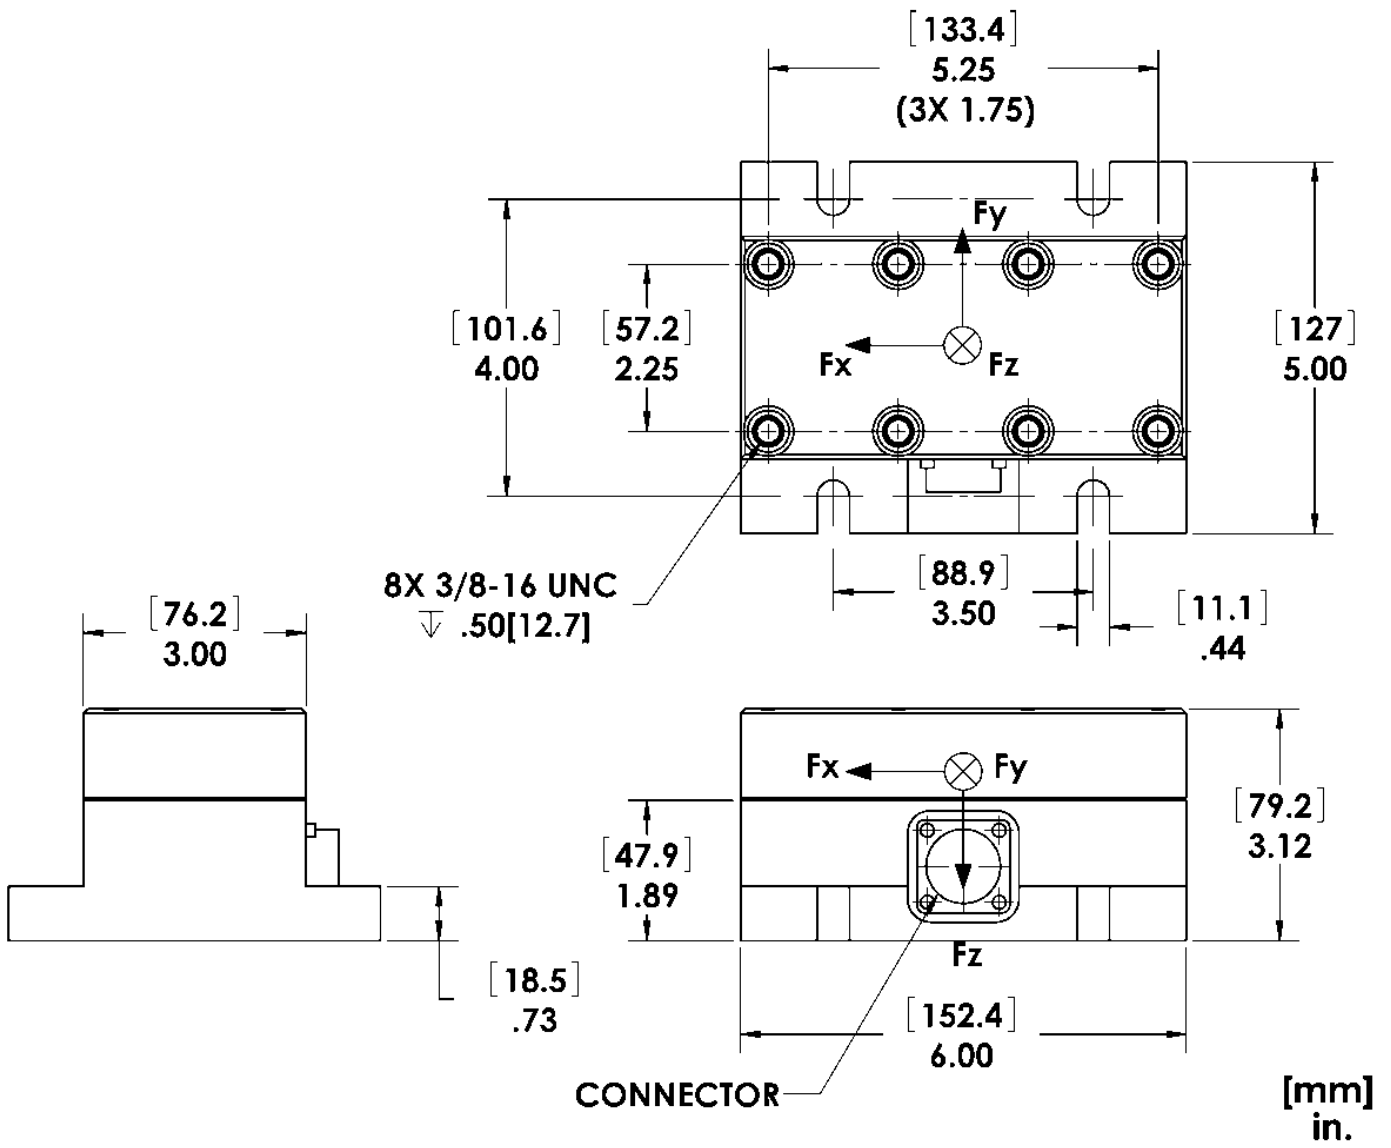 [133.4]
5.25
(3X 1.75)
Fy
[101.6]
4.00
[57.2]
2.25
Fx
Fz
[127]
5.00
8X 3/8-16 UNC
↧ .50[12.7]
[88.9]
3.50
[11.1]
.44
[76.2]
3.00
Fx
Fy
[79.2]
3.12
[47.9]
1.89
Fz
[18.5]
.73
[152.4]
6.00
CONNECTOR
[mm]
in.